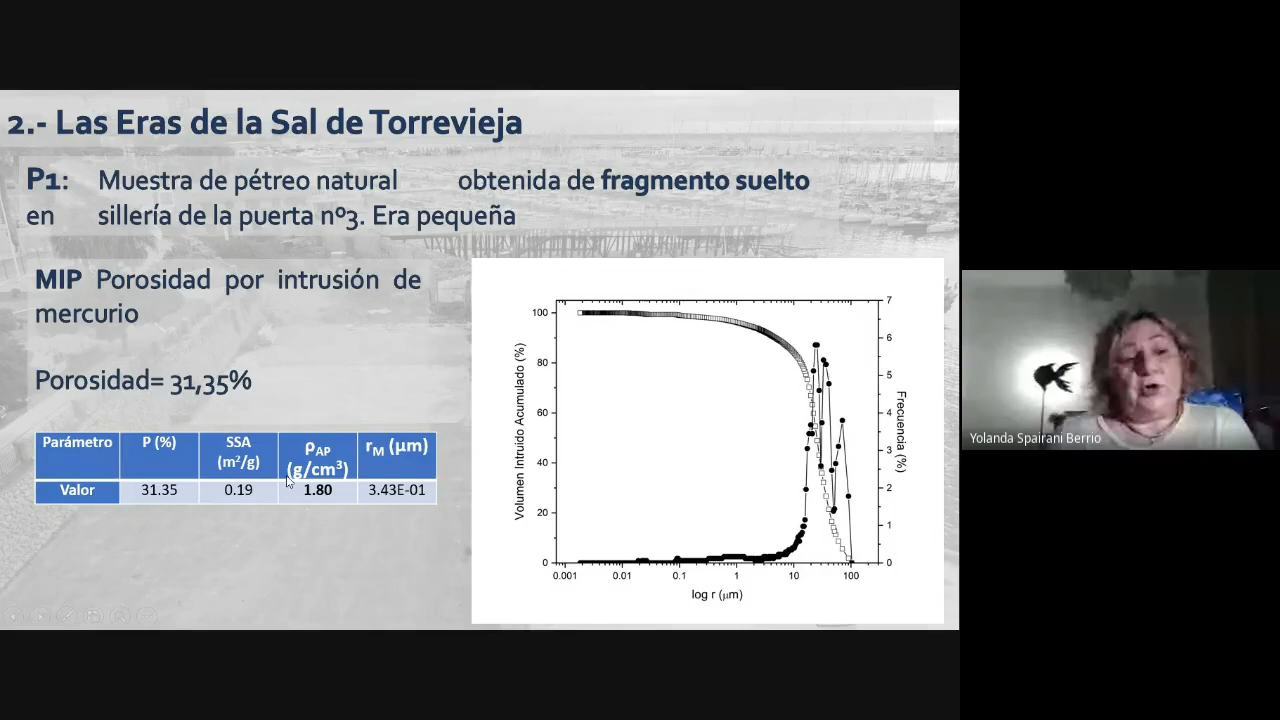 2.- Las Eras de la Sal de Torrevieja
P1: Muestra de pétreo natural obtenida de fragmento suelto
en sillería de la puerta nº3. Era pequeña
MIP Porosidad por intrusión de
mercurio
Porosidad= 31,35%
Parámetro P (%) SSA (m²/g) ρAP (g/cm³) rM (μm)
Valor 31.35 0.19 1.80 3.43E-01
Volumen Intruido Acumulado (%)
100
80
60
40
20
0
7
6
5
4
3
2
1
0
Frecuencia (%)
0.001 0.01 0.1 1 10 100
log r (μm)
Yolanda Spairani Berrio